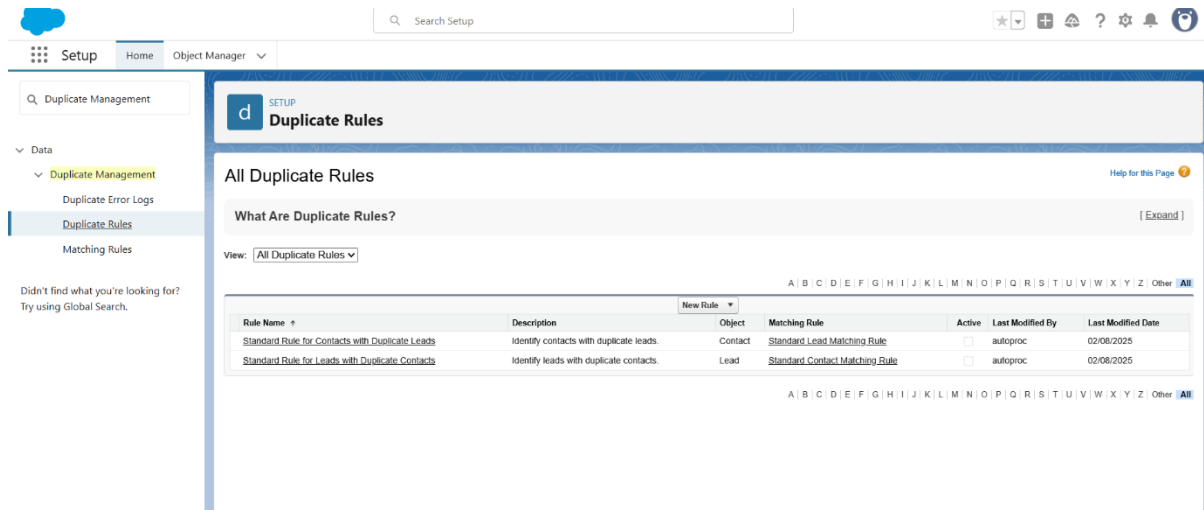 Search Setup
Setup Home Object Manager
Duplicate Management
Data
Duplicate Management
Duplicate Error Logs
Duplicate Rules
Matching Rules
Didn't find what you're looking for?
Try using Global Search.
d
SETUP
Duplicate Rules
All Duplicate Rules
Help for this Page ?
What Are Duplicate Rules?
[ Expand ]
View: All Duplicate Rules
A | B | C | D | E | F | G | H | I | J | K | L | M | N | O | P | Q | R | S | T | U | V | W | X | Y | Z | Other All
New Rule
Rule Name ↑ Description Object Matching Rule Active Last Modified By Last Modified Date
Standard Rule for Contacts with Duplicate Leads Identify contacts with duplicate leads. Contact Standard Lead Matching Rule autoproc 02/08/2025
Standard Rule for Leads with Duplicate Contacts Identify leads with duplicate contacts. Lead Standard Contact Matching Rule autoproc 02/08/2025
A | B | C | D | E | F | G | H | I | J | K | L | M | N | O | P | Q | R | S | T | U | V | W | X | Y | Z | Other All